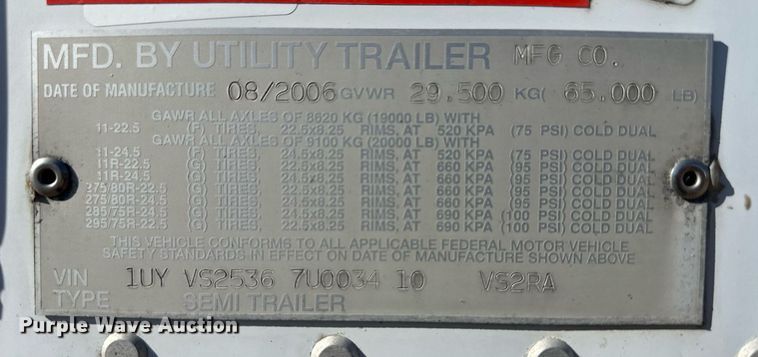 MFD. BY UTILITY TRAILER MFG CO.
DATE OF MANUFACTURE 08/2006 GVWR 29.500 KG( 65.000 LB)
GAWR ALL AXLES OF 8620 KG (19000 LB) WITH
11-22.5 (F) TIRES. 22.5x8.25 RIMS. AT 520 KPA (75 PSI) COLD DUAL
GAWR ALL AXLES OF 9100 KG (20000 LB) WITH
11-24.5 (F) TIRES. 24.5x8.25 RIMS. AT 520 KPA (75 PSI) COLD DUAL
11R-22.5 (G) TIRES. 22.5x8.25 RIMS. AT 660 KPA (95 PSI) COLD DUAL
11R-24.5 (G) TIRES. 24.5x8.25 RIMS. AT 660 KPA (95 PSI) COLD DUAL
275/80R-22.5 (G) TIRES. 22.5x8.25 RIMS. AT 660 KPA (95 PSI) COLD DUAL
275/80R-24.5 (G) TIRES. 24.5x8.25 RIMS. AT 660 KPA (95 PSI) COLD DUAL
285/75R-24.5 (G) TIRES. 24.5x8.25 RIMS. AT 690 KPA (100 PSI) COLD DUAL
295/75R-22.5 (G) TIRES. 22.5x8.25 RIMS. AT 690 KPA (100 PSI) COLD DUAL
THIS VEHICLE CONFORMS TO ALL APPLICABLE FEDERAL MOTOR VEHICLE
SAFETY STANDARDS IN EFFECT ON DATE OF MANUFACTURE SHOWN ABOVE
VIN 1UY VS2536 7U0034 10 VS2RA
TYPE SEMI TRAILER
Purple Wave Auction